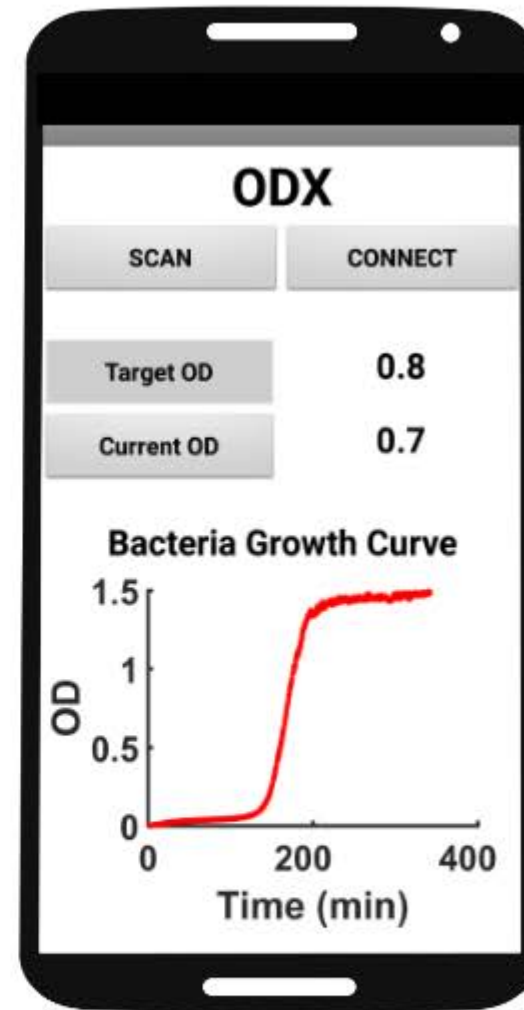 ODX
SCAN CONNECT
Target OD 0.8
Current OD 0.7
Bacteria Growth Curve
1.5
1
OD
0.5
0
0 200 400
Time (min)